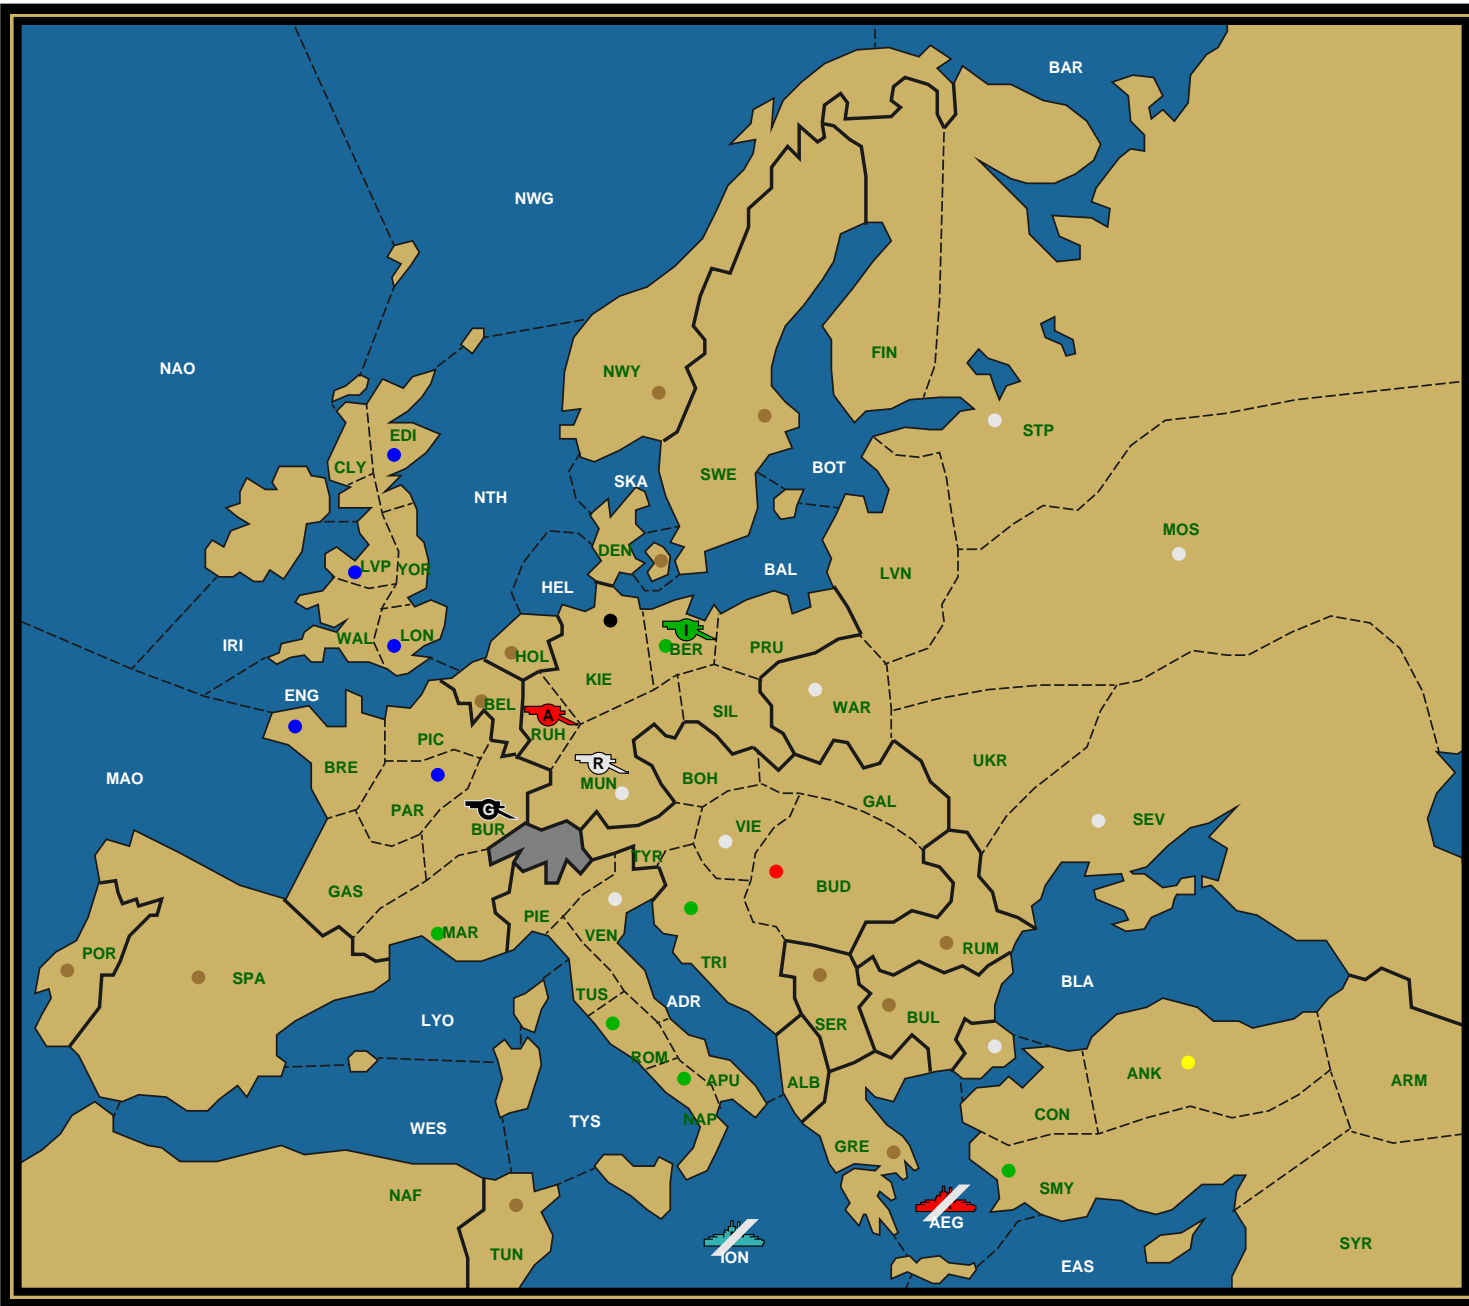 BAR
NWG
NAO
FIN
NWY
STP
EDI
CLY
SKA
BOT
SWE
NTH
MOS
DEN
LVP YOR
HEL
BAL
LVN
IRI
WAL
LON
I
BER
PRU
HOL
KIE
ENG
BEL
A
RUH
SIL
WAR
PIC
BRE
R
MUN
BOH
UKR
MAO
PAR
G
BUR
GAL
SEV
VIE
TYR
GAS
BUD
PIE
MAR
VEN
POR
SPA
TRI
RUM
BLA
TUS
ADR
LYO
SER
BUL
ROM
APU
ALB
ANK
ARM
WES
TYS
NAP
CON
GRE
NAF
SMY
AEG
TUN
ION
EAS
SYR